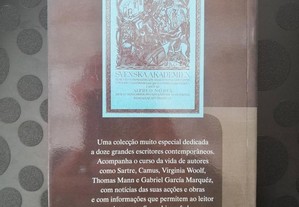 SVENSKA AKADEMIEN
Uma colecção muito especial dedicada
a doze grandes escritores contemporâneos.
Acompanha o curso da vida de autores
como Sartre, Camus, Virginia Woolf,
Thomas Mann e Gabriel García Marquéz,
com notícias das suas acções e obras
e com informações que permitem ao leitor